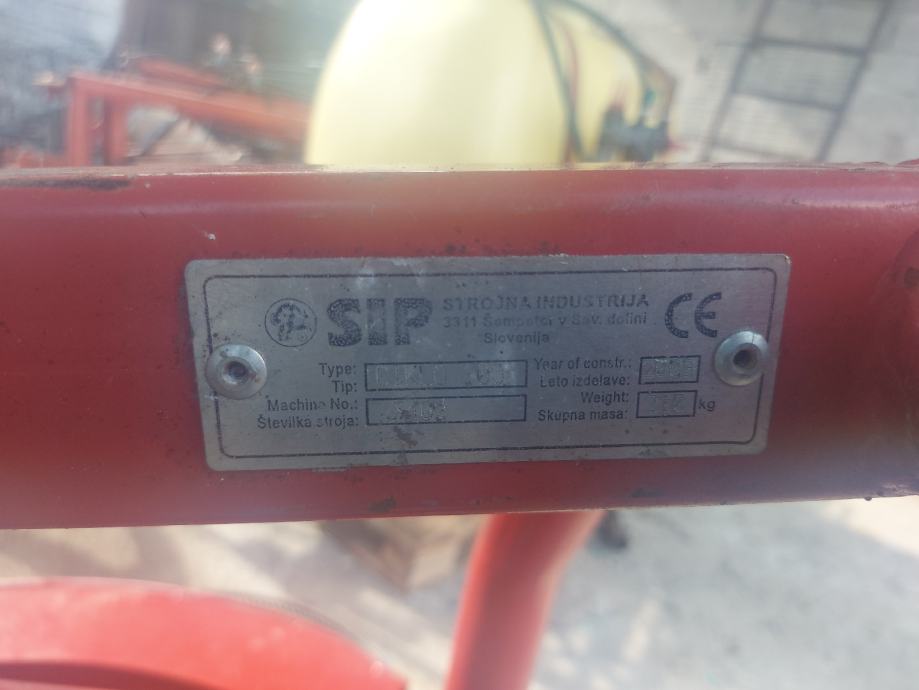 SIP
STROJNA INDUSTRIJA
3311 Šempeter v Sav. dolini
Slovenija
CE
Type:
Tip:
Machine No.:
Številka stroja:
Year of constr.:
Leto izdelave:
Weight: kg
Skupna masa: